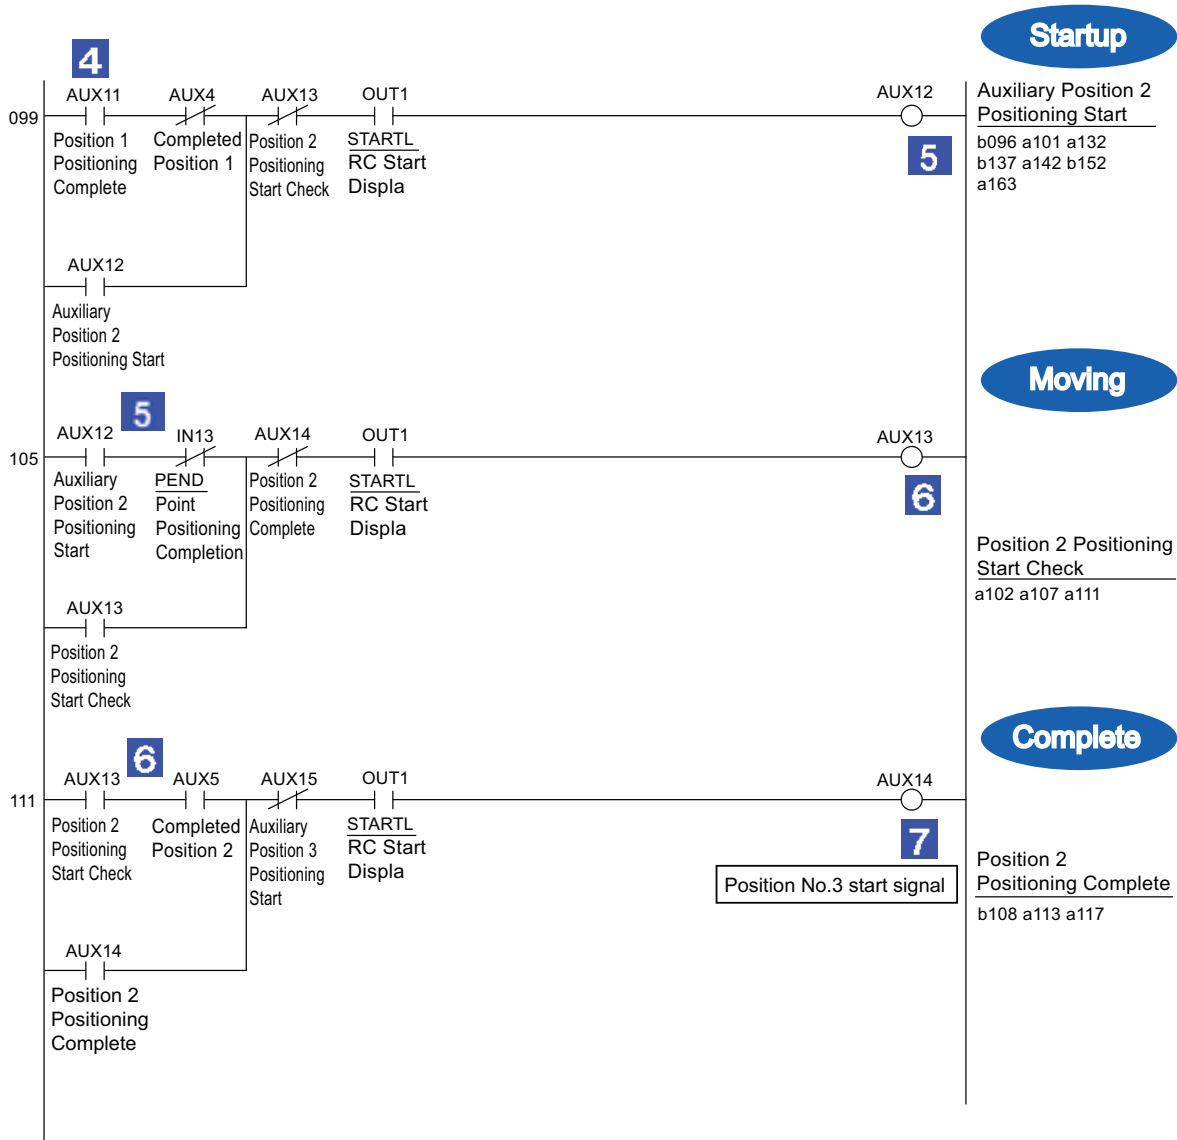 Startup
4
AUX11 AUX4 AUX13 OUT1 AUX12
099
Position 1
Positioning
Complete
Completed
Position 1
Position 2
Positioning
Start Check
STARTL
RC Start
Displa
5
Auxiliary Position 2
Positioning Start
b096 a101 a132
b137 a142 b152
a163
AUX12
Auxiliary
Position 2
Positioning Start
Moving
5
AUX12 IN13 AUX14 OUT1 AUX13
105
Auxiliary
Position 2
Positioning
Start
PEND
Point
Positioning
Completion
Position 2
Positioning
Complete
STARTL
RC Start
Displa
6
Position 2 Positioning
Start Check
a102 a107 a111
AUX13
Position 2
Positioning
Start Check
Complete
6
AUX13 AUX5 AUX15 OUT1 AUX14
111
Position 2
Positioning
Start Check
Completed
Position 2
Auxiliary
Position 3
Positioning
Start
STARTL
RC Start
Displa
7
Position No.3 start signal
Position 2
Positioning Complete
b108 a113 a117
AUX14
Position 2
Positioning
Complete